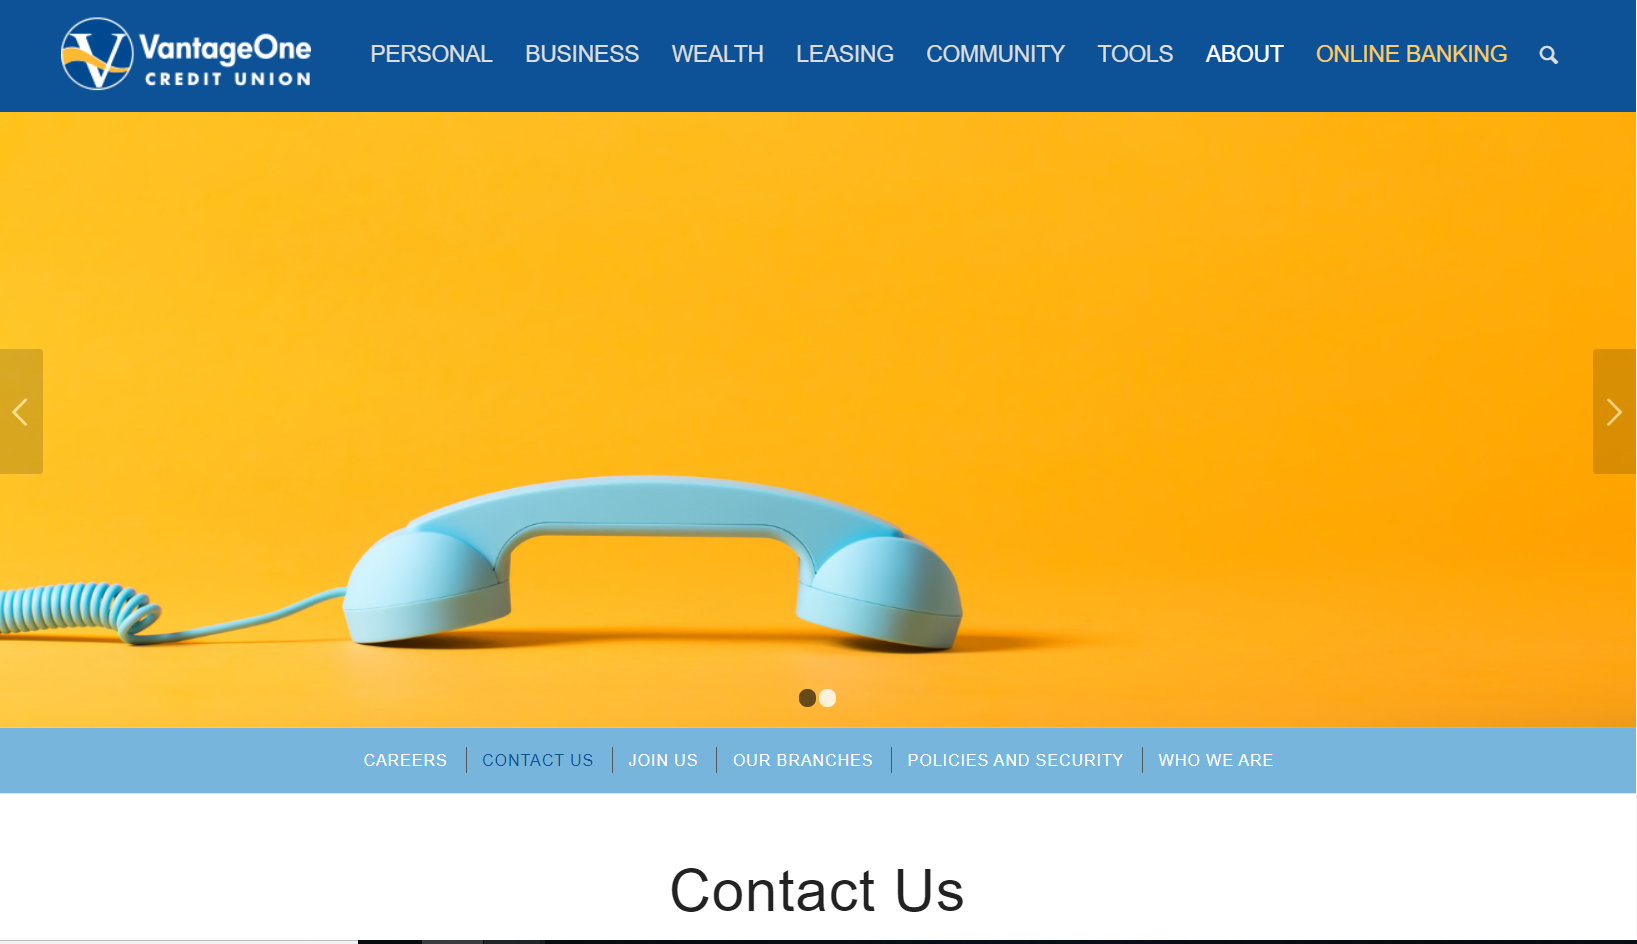 VantageOne
CREDIT UNION
PERSONAL BUSINESS WEALTH LEASING COMMUNITY TOOLS ABOUT ONLINE BANKING
CAREERS CONTACT US JOIN US OUR BRANCHES POLICIES AND SECURITY WHO WE ARE
Contact Us